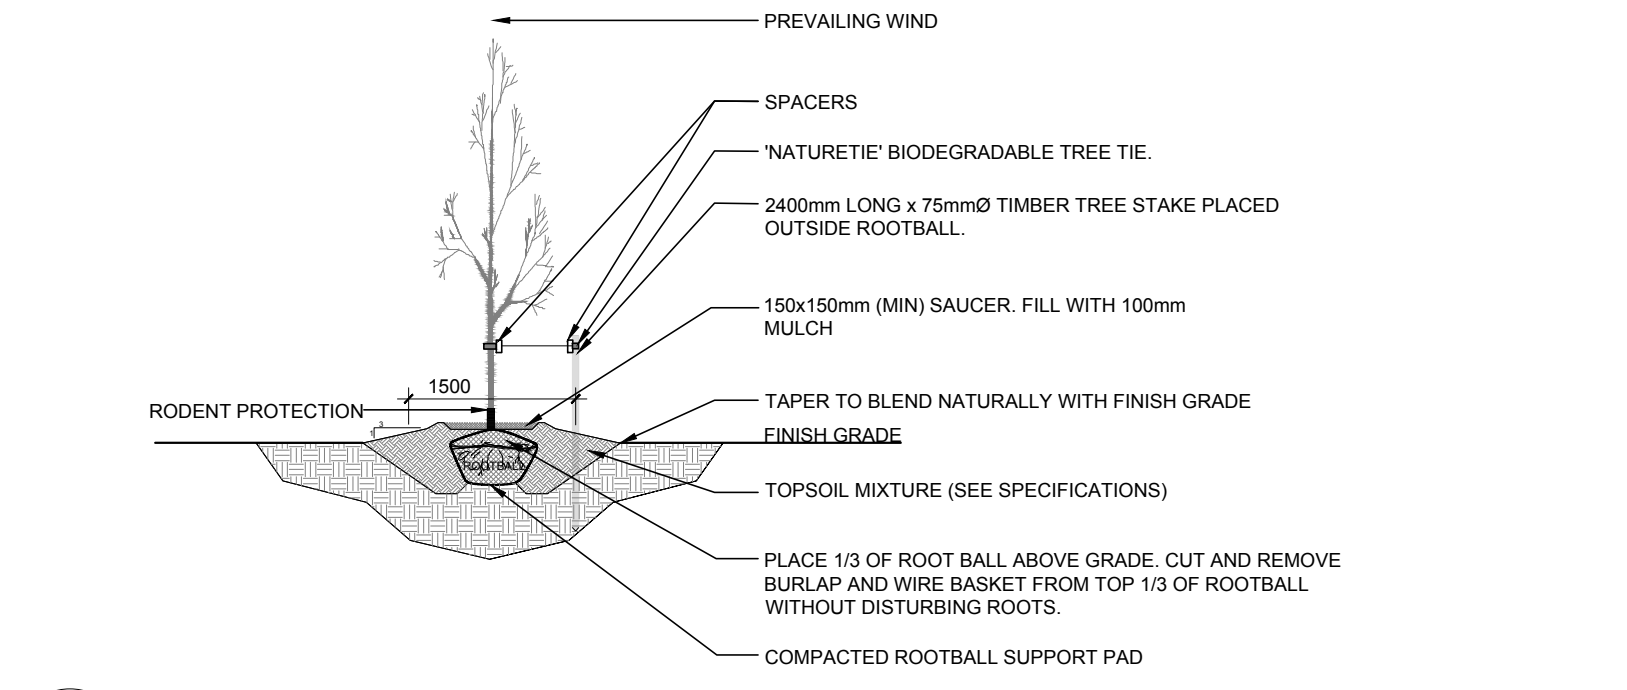 PREVAILING WIND
SPACERS
'NATURETIE' BIODEGRADABLE TREE TIE.
2400mm LONG x 75mmØ TIMBER TREE STAKE PLACED
OUTSIDE ROOTBALL.
150x150mm (MIN) SAUCER. FILL WITH 100mm
MULCH
1500
RODENT PROTECTION
TAPER TO BLEND NATURALLY WITH FINISH GRADE
3
1
FINISH GRADE
ROOTBALL
TOPSOIL MIXTURE (SEE SPECIFICATIONS)
PLACE 1/3 OF ROOT BALL ABOVE GRADE. CUT AND REMOVE
BURLAP AND WIRE BASKET FROM TOP 1/3 OF ROOTBALL
WITHOUT DISTURBING ROOTS.
COMPACTED ROOTBALL SUPPORT PAD